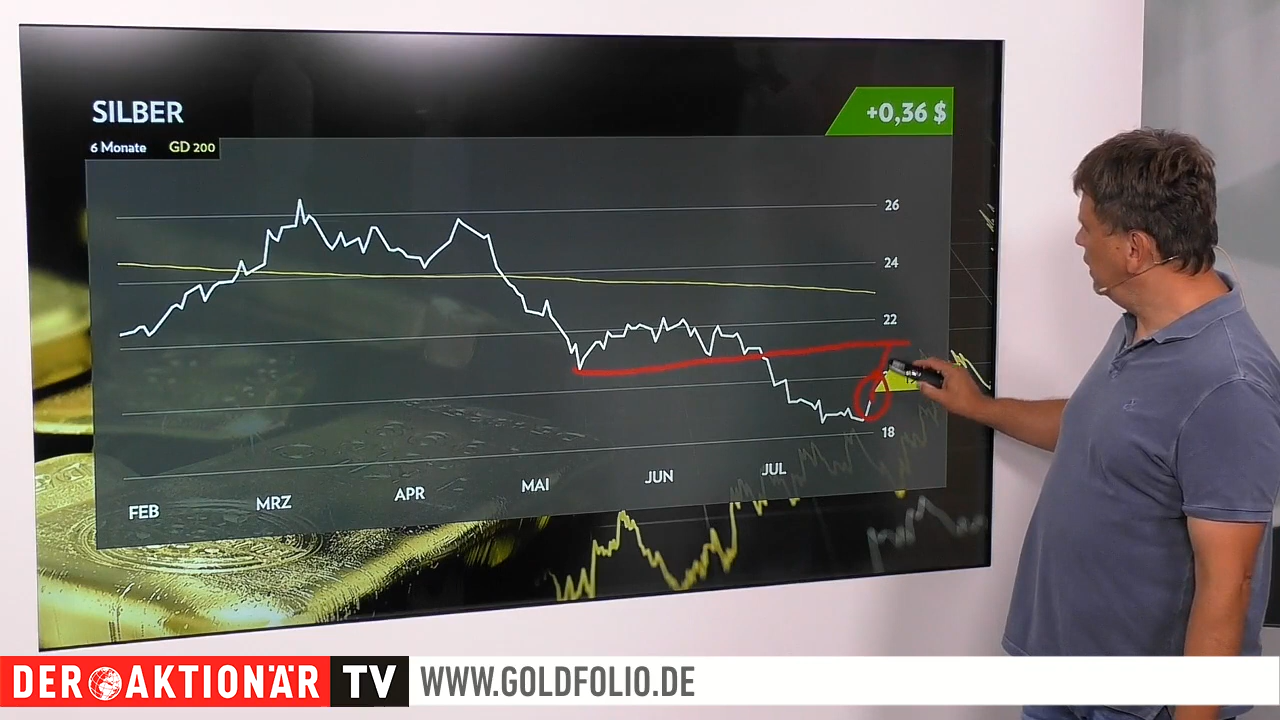 SILBER
+0,36 $
6 Monate GD 200
26
24
22
18
FEB MRZ APR MAI JUN JUL
DER AKTIONÄR TV WWW.GOLDFOLIO.DE